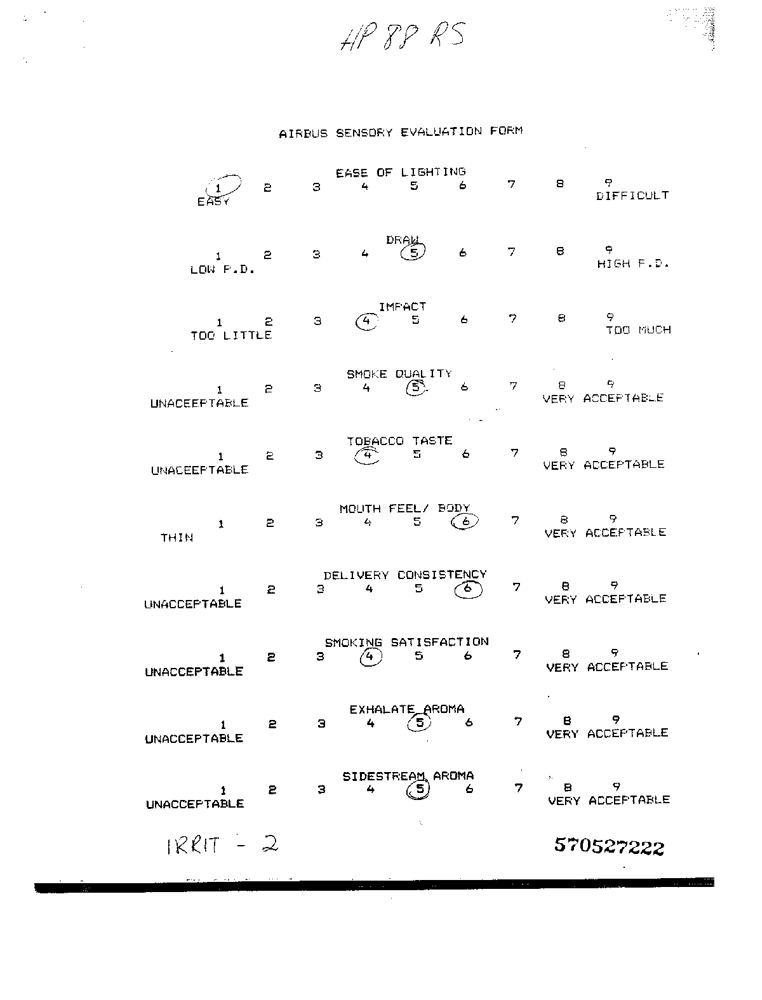 HP 88 RS
AIRBUS SENSORY EVALUATION FORM
EASE OF LIGHTING
1 2 3 4 5 6 7 8 9
EASY DIFFICULT
DRAW
1 2 3 4 5 6 7 8 9
LOW P.D. HIGH P.D.
IMPACT
1 2 3 4 5 6 7 8 9
TOO LITTLE TOO MUCH
SMOKE QUALITY
1 2 3 4 5 6 7 8 9
UNACEEPTABLE VERY ACCEPTABLE
TOBACCO TASTE
1 2 3 4 5 6 7 8 9
UNACEEPTABLE VERY ACCEPTABLE
MOUTH FEEL/ BODY
1 2 3 4 5 6 7 8 9
THIN VERY ACCEPTABLE
DELIVERY CONSISTENCY
1 2 3 4 5 6 7 8 9
UNACCEPTABLE VERY ACCEPTABLE
SMOKING SATISFACTION
1 2 3 4 5 6 7 8 9
UNACCEPTABLE VERY ACCEPTABLE
EXHALATE AROMA
1 2 3 4 5 6 7 8 9
UNACCEPTABLE VERY ACCEPTABLE
SIDESTREAM AROMA
1 2 3 4 5 6 7 8 9
UNACCEPTABLE VERY ACCEPTABLE
IRRIT - 2 570527222